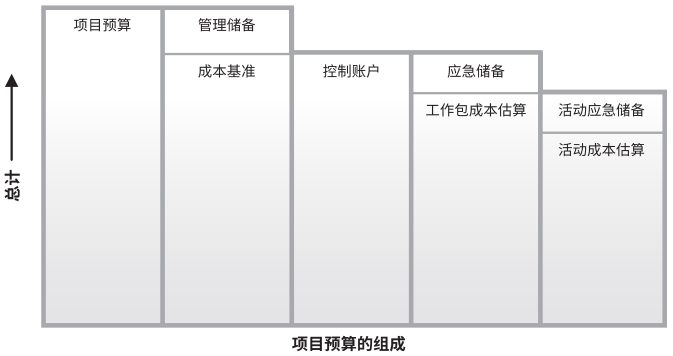 项目预算
管理储备
成本基准
控制账户
应急储备
工作包成本估算
活动应急储备
活动成本估算
总计
项目预算的组成